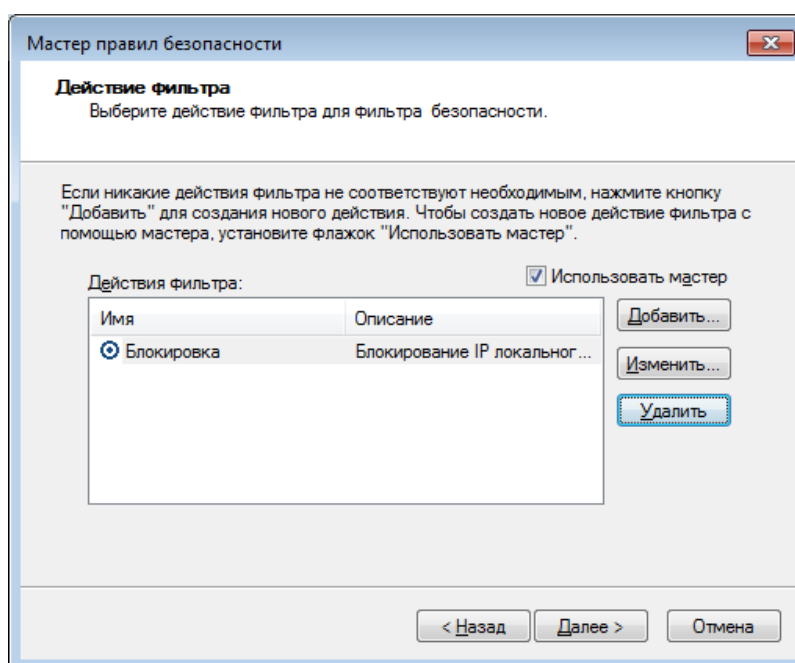 Мастер правил безопасности
Действие фильтра
Выберите действие фильтра для фильтра безопасности.
Если никакие действия фильтра не соответствуют необходимым, нажмите кнопку
"Добавить" для создания нового действия. Чтобы создать новое действие фильтра с
помощью мастера, установите флажок "Использовать мастер".
Действия фильтра:
Использовать мастер
Имя
Описание
Добавить...
Блокировка
Блокирование IP локальног...
Изменить...
Удалить
< Назад
Далее >
Отмена